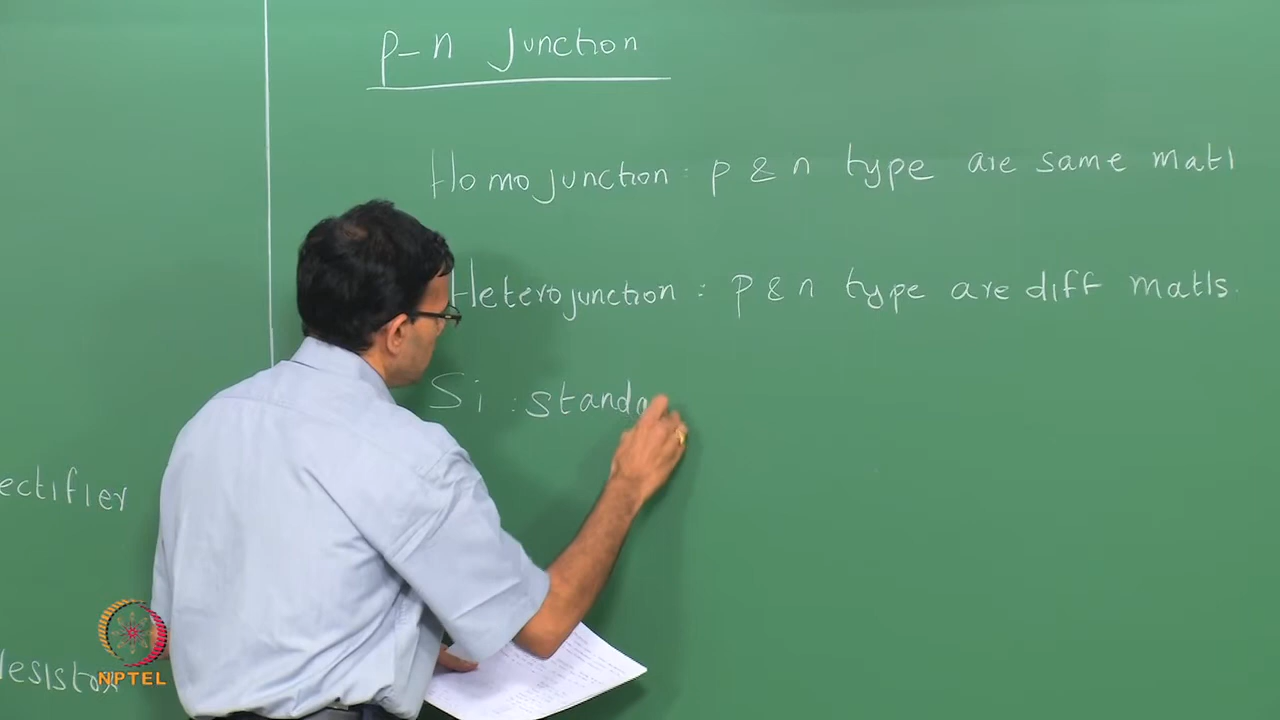 p-n Junction
Homojunction: p & n type are same matl
Heterojunction: p & n type are diff matls.
Si : standa
ectifier
esistor
NPTEL